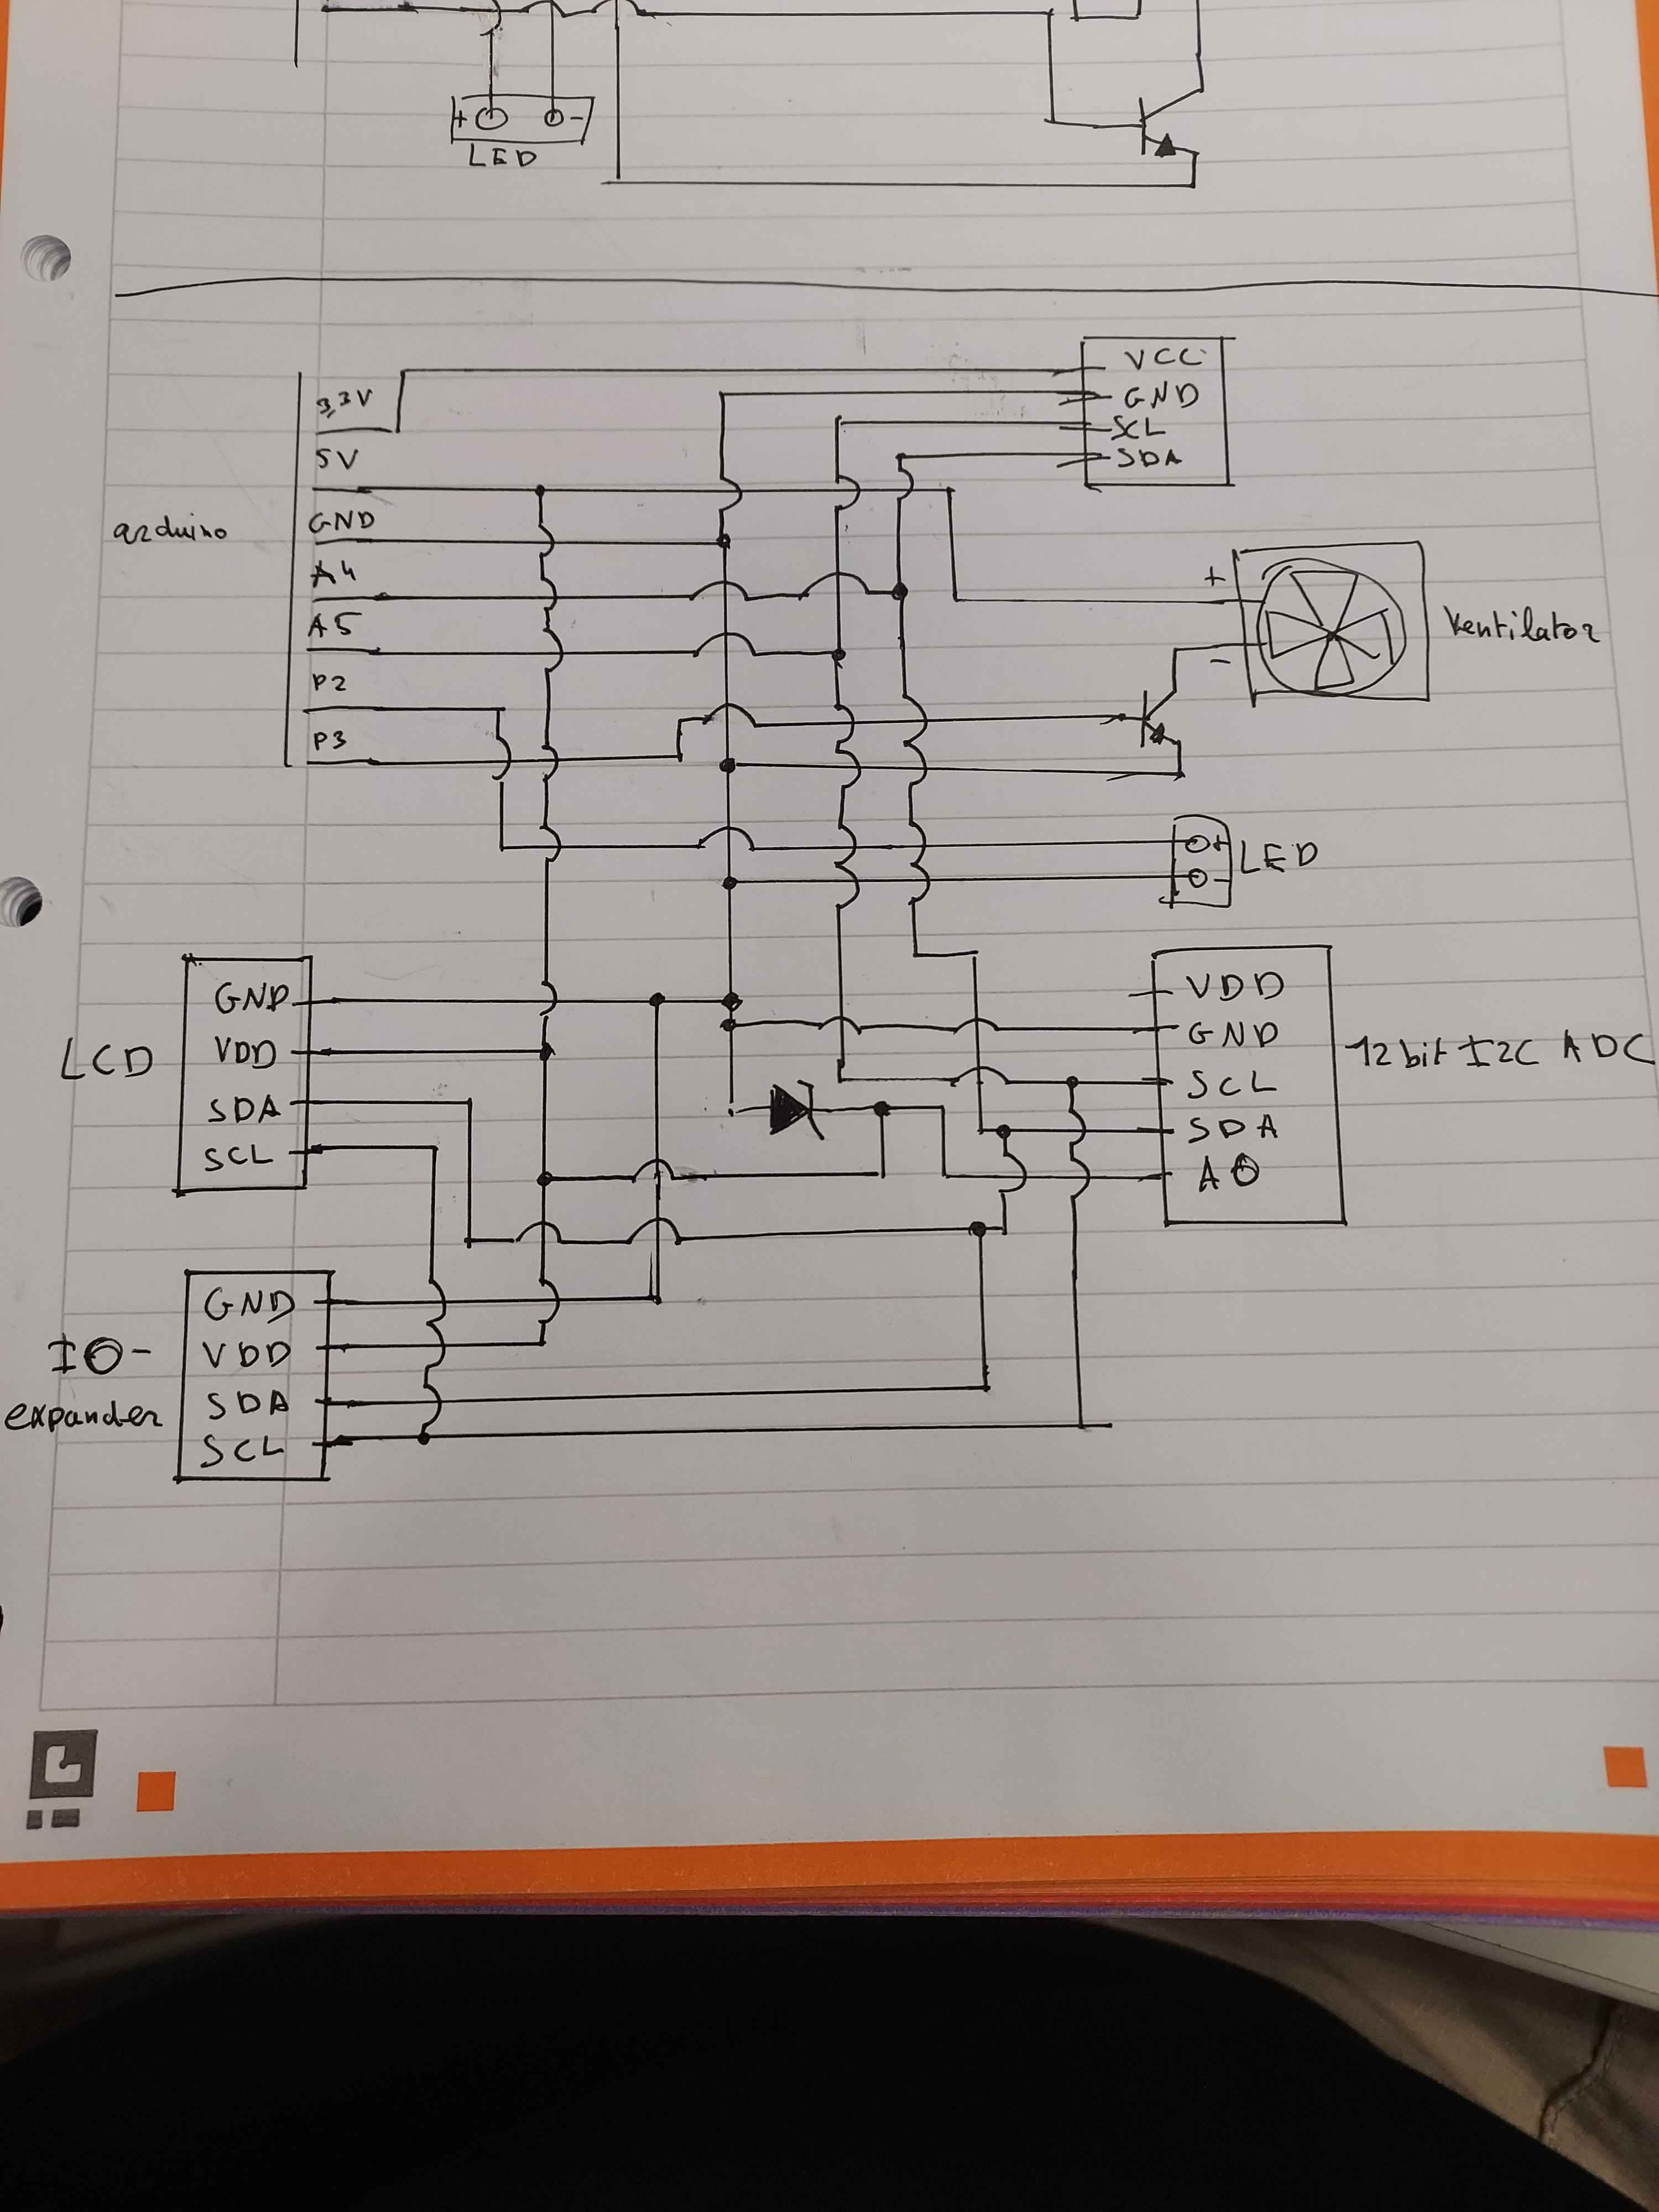 + -
LED
3,3V
5V
GND
A4
A5
P2
P3
arduino
VCC
GND
SCL
SDA
+
-
Ventilator
+
-
LED
LCD
GND
VDD
SDA
SCL
VDD
GND
SCL
SDA
A0
12 bit I2C ADC
IO-
expander
GND
VDD
SDA
SCL